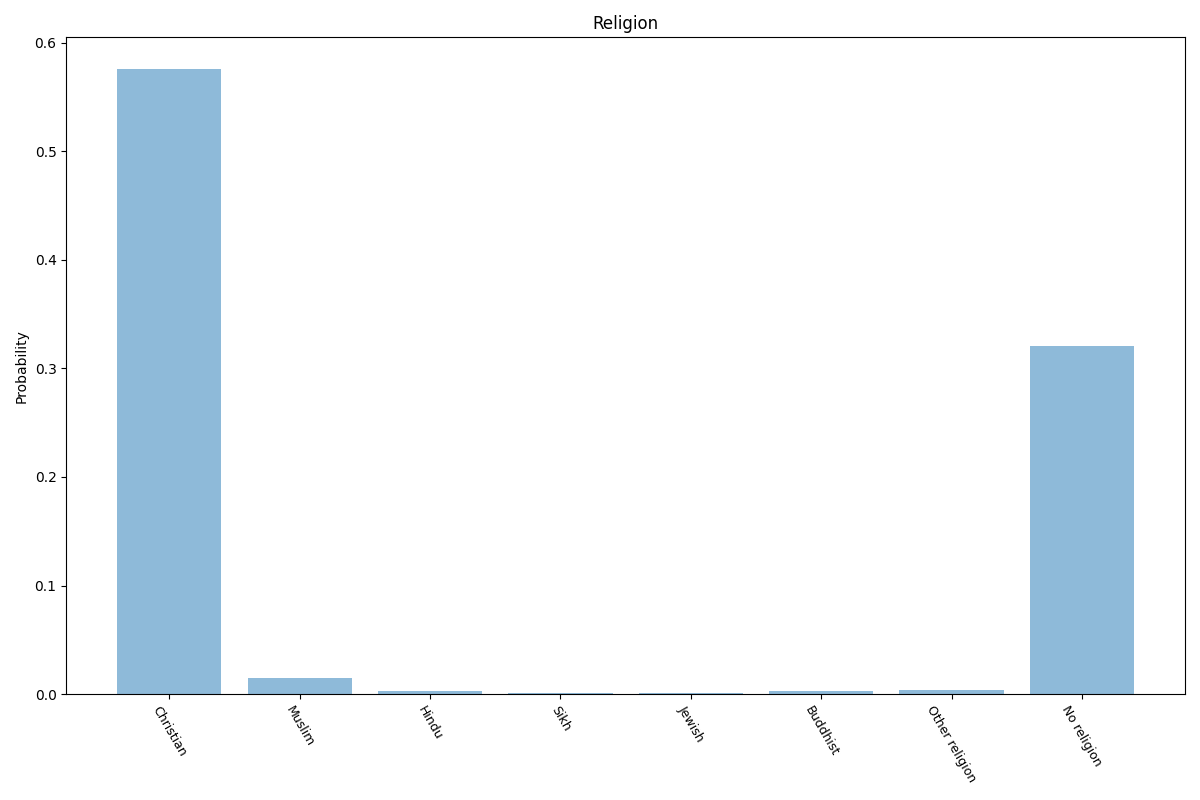 Religion
Probability
0.6
0.5
0.4
0.3
0.2
0.1
0.0
Christian
Muslim
Hindu
Sikh
Jewish
Buddhist
Other religion
No religion